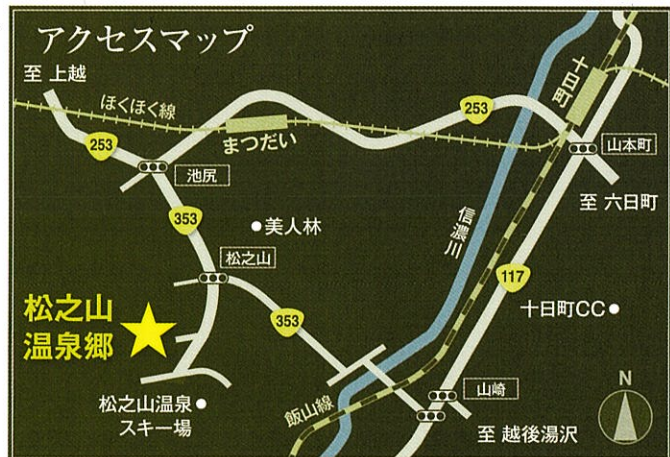 アクセスマップ
至 上越
ほくほく線
253
まつだい
253
十日町
山本町
池尻
至 六日町
353
美人林
信濃川
松之山
117
松之山
温泉郷
353
十日町CC
飯山線
山崎
松之山温泉
スキー場
至 越後湯沢
N